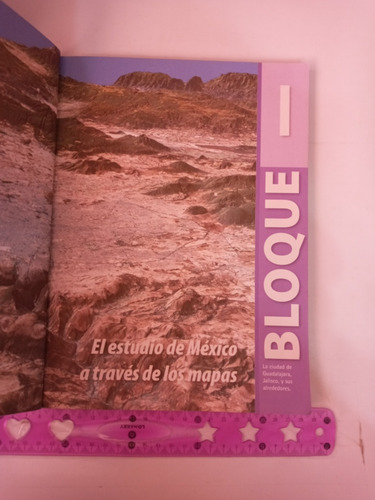 BLOQUE I
El estudio de México
a través de los mapas
La ciudad de
Guadalajara,
Jalisco, y sus
alrededores.